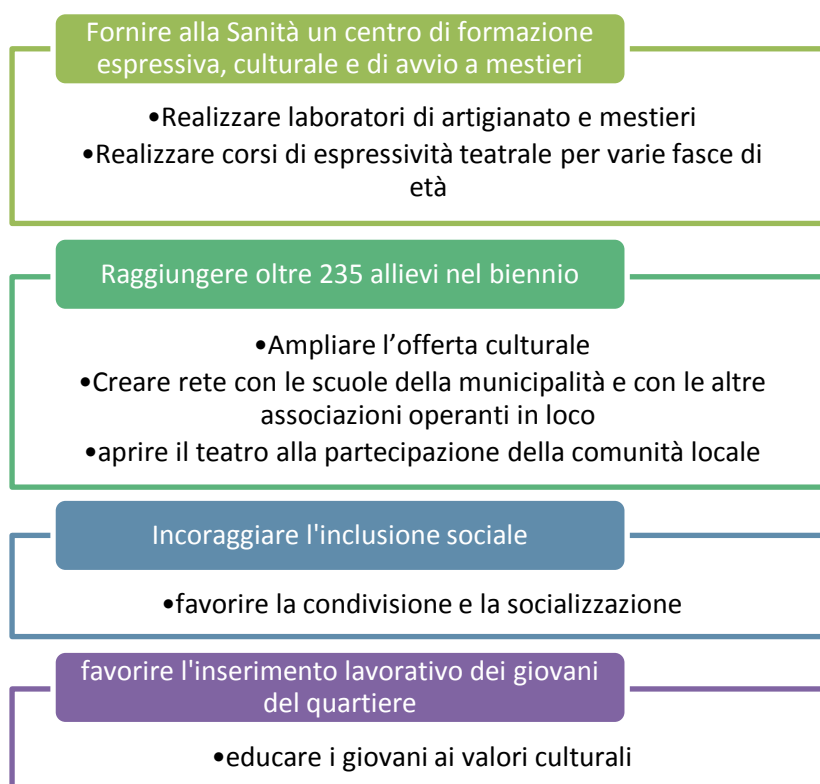 Fornire alla Sanità un centro di formazione
espressiva, culturale e di avvio a mestieri
•Realizzare laboratori di artigianato e mestieri
•Realizzare corsi di espressività teatrale per varie fasce di
età
Raggiungere oltre 235 allievi nel biennio
•Ampliare l’offerta culturale
•Creare rete con le scuole della municipalità e con le altre
associazioni operanti in loco
•aprire il teatro alla partecipazione della comunità locale
Incoraggiare l'inclusione sociale
•favorire la condivisione e la socializzazione
favorire l'inserimento lavorativo dei giovani
del quartiere
•educare i giovani ai valori culturali